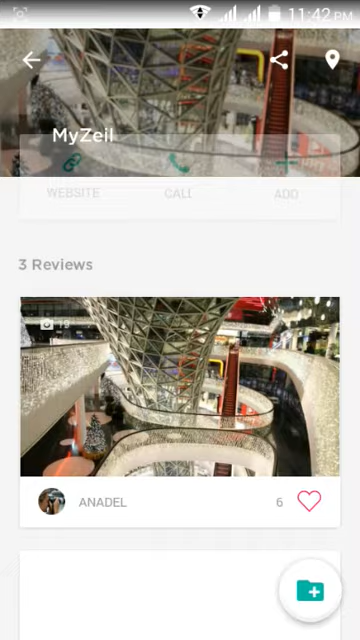 11:42 PM
MyZeil
WEBSITE
CALL
ADD
3 Reviews
ANADEL
6